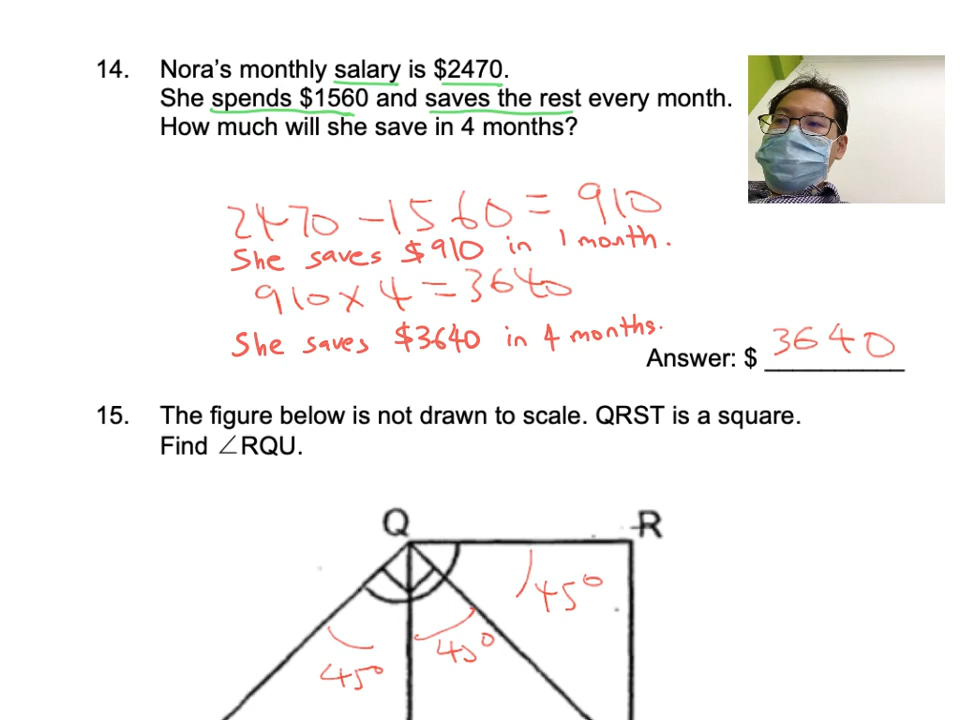 14. Nora's monthly salary is $2470.
She spends $1560 and saves the rest every month.
How much will she save in 4 months?
2470 - 1560 = 910
She saves $910 in 1 month.
910 x 4 = 3640
She saves $3640 in 4 months.
Answer: $ 3640
15. The figure below is not drawn to scale. QRST is a square.
Find ∠RQU.
Q R
45°
45° 45°